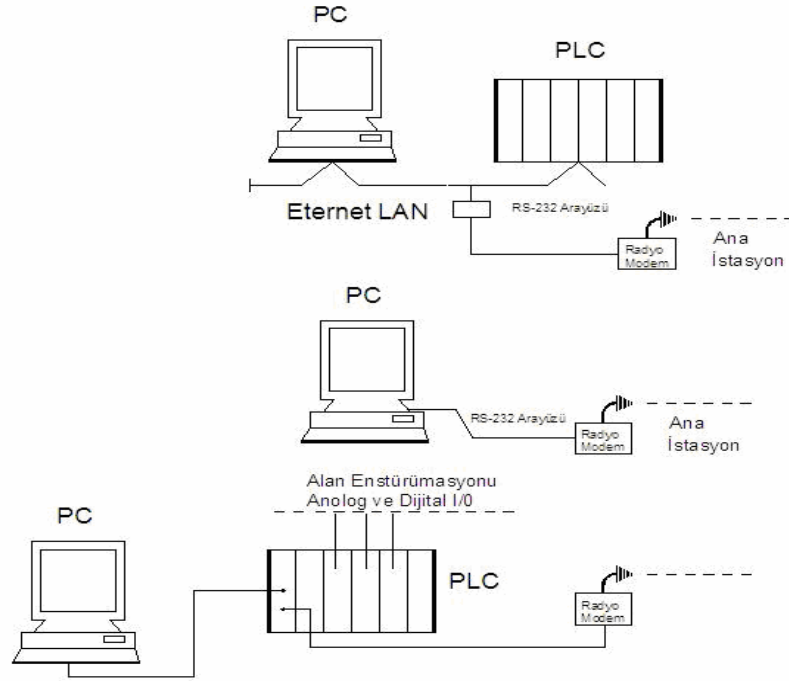 PC
PLC
Eternet LAN
RS-232 Arayüzü
Radyo
Modem
Ana
İstasyon
PC
RS-232 Arayüzü
Radyo
Modem
Ana
İstasyon
Alan Enstürümasyonu
Anolog ve Dijital I/0
PC
PLC
Radyo
Modem